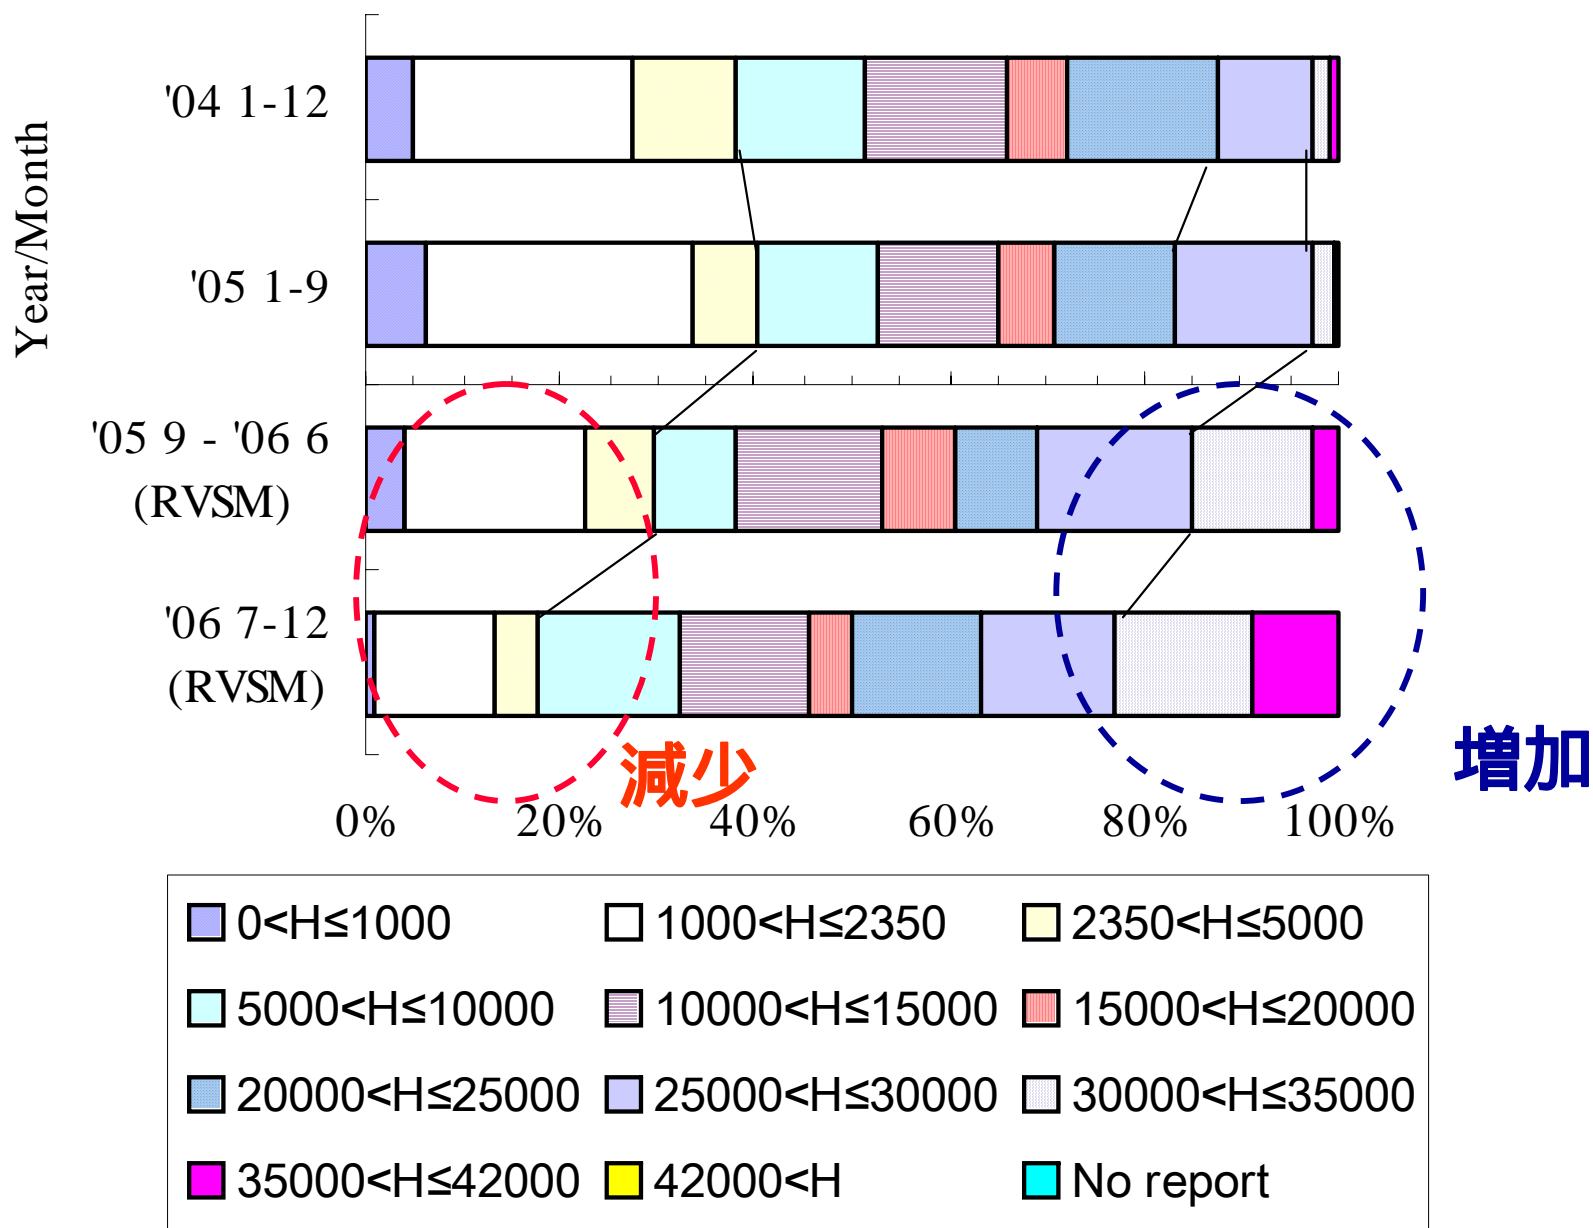 Year/Month
'04 1-12
'05 1-9
'05 9 - '06 6
(RVSM)
'06 7-12
(RVSM)
減少
増加
0% 20% 40% 60% 80% 100%
0<H≤1000 1000<H≤2350 2350<H≤5000
5000<H≤10000 10000<H≤15000 15000<H≤20000
20000<H≤25000 25000<H≤30000 30000<H≤35000
35000<H≤42000 42000<H No report